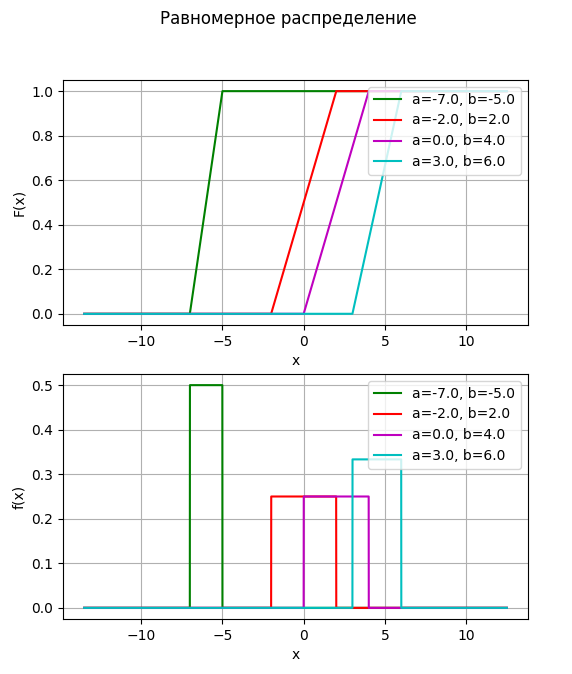 Равномерное распределение
F(x)
1.0
0.8
0.6
0.4
0.2
0.0
a=-7.0, b=-5.0
a=-2.0, b=2.0
a=0.0, b=4.0
a=3.0, b=6.0
−10 −5 0 5 10
x
f(x)
0.5
0.4
0.3
0.2
0.1
0.0
a=-7.0, b=-5.0
a=-2.0, b=2.0
a=0.0, b=4.0
a=3.0, b=6.0
−10 −5 0 5 10
x